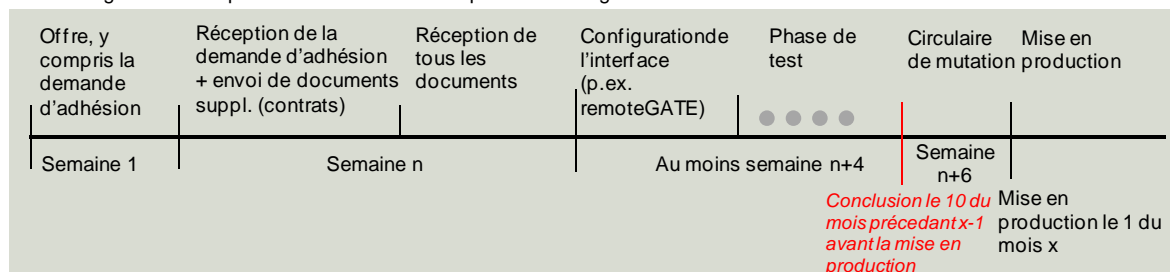 Offre, y
compris la
demande
d'adhésion
Réception de la
demande d'adhésion
+ envoi de documents
suppl. (contrats)
Réception de
tous les
documents
Configurationde
l'interface
(p.ex.
remoteGATE)
Phase de
test
Circulaire
de mutation
Mise en
production
Semaine 1
Semaine n
Au moins semaine n+4
Semaine
n+6
Conclusion le 10 du
mois précedant x-1
avant la mise en
production
Mise en
production le 1 du
mois x